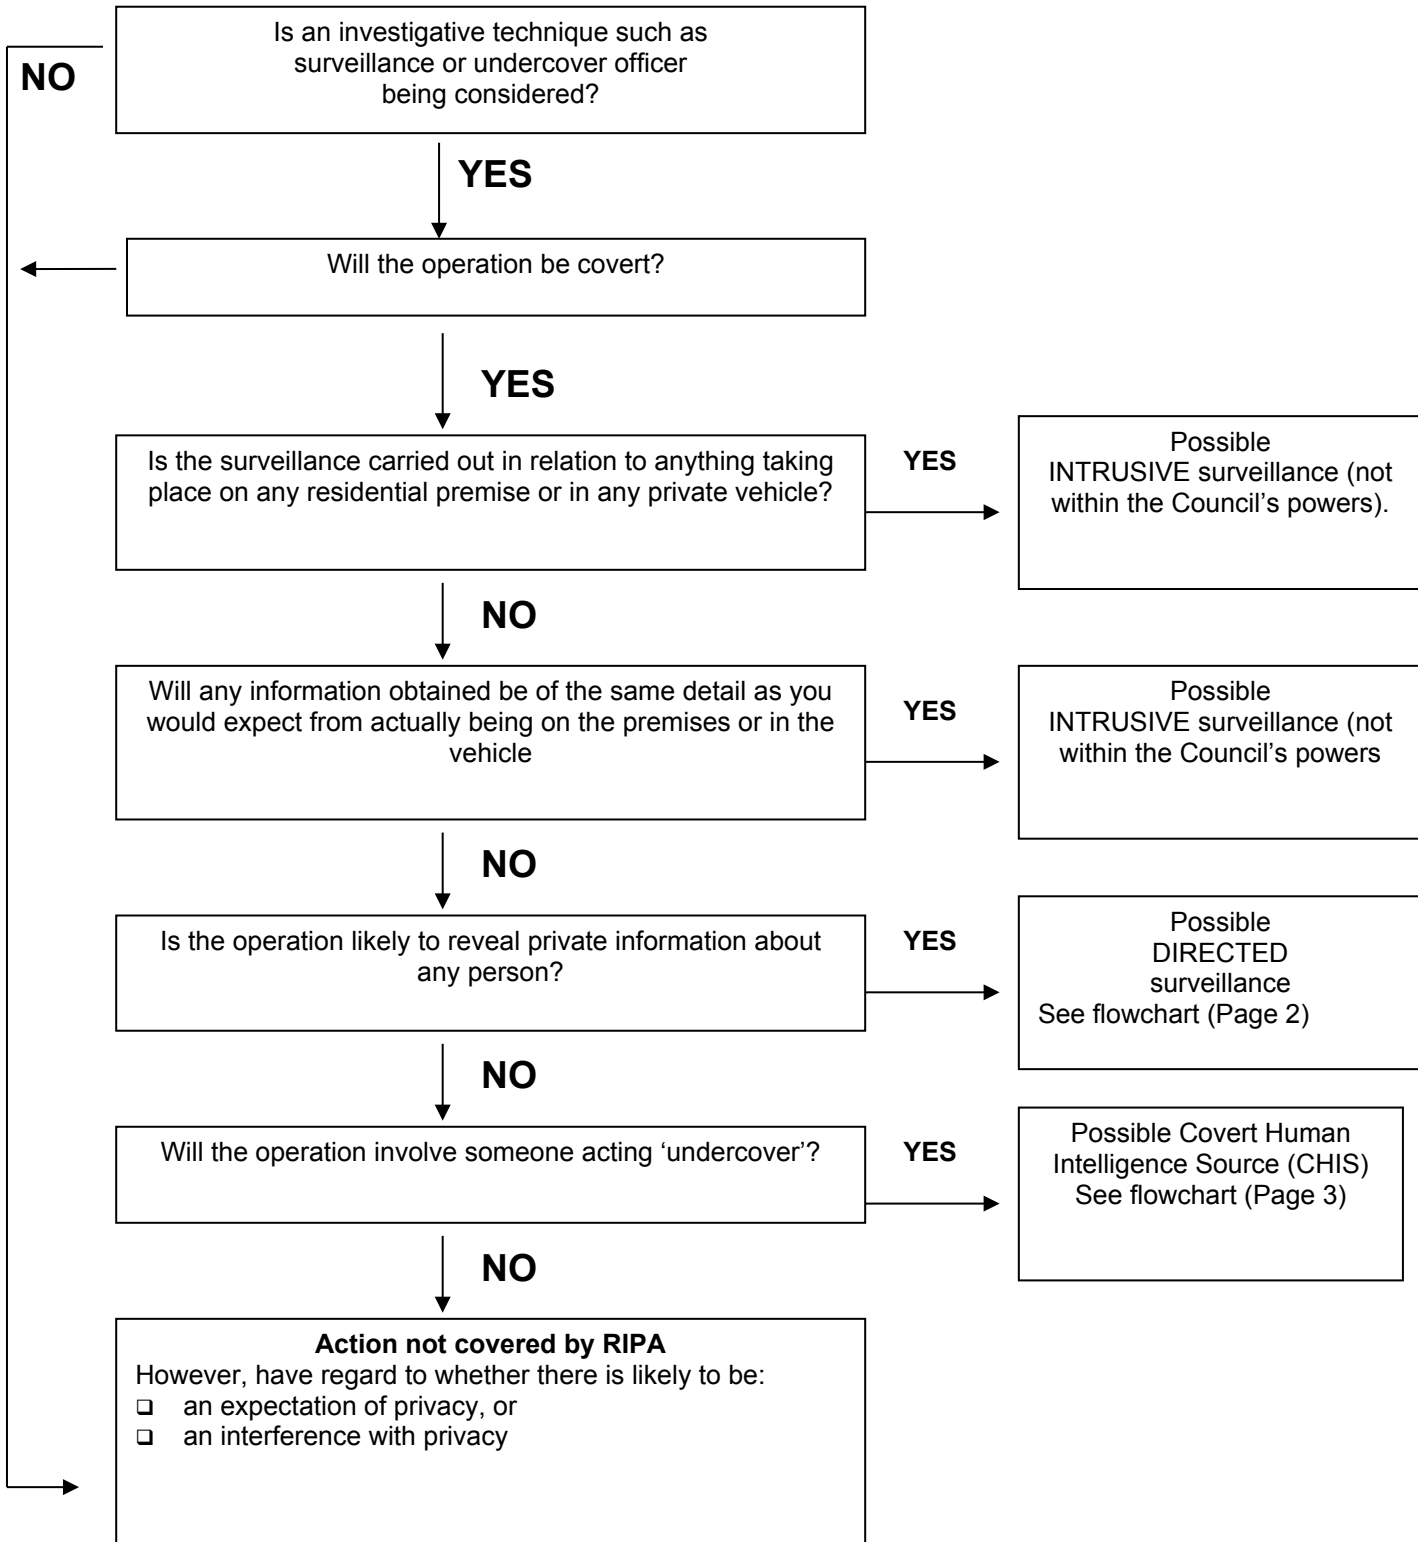 Is an investigative technique such as
surveillance or undercover officer
being considered?
NO
YES
Will the operation be covert?
YES
Is the surveillance carried out in relation to anything taking
place on any residential premise or in any private vehicle?
YES
Possible
INTRUSIVE surveillance (not
within the Council’s powers).
NO
Will any information obtained be of the same detail as you
would expect from actually being on the premises or in the
vehicle
YES
Possible
INTRUSIVE surveillance (not
within the Council’s powers
NO
Is the operation likely to reveal private information about
any person?
YES
Possible
DIRECTED
surveillance
See flowchart (Page 2)
NO
Will the operation involve someone acting ‘undercover’?
YES
Possible Covert Human
Intelligence Source (CHIS)
See flowchart (Page 3)
NO
Action not covered by RIPA
However, have regard to whether there is likely to be:
❑ an expectation of privacy, or
❑ an interference with privacy